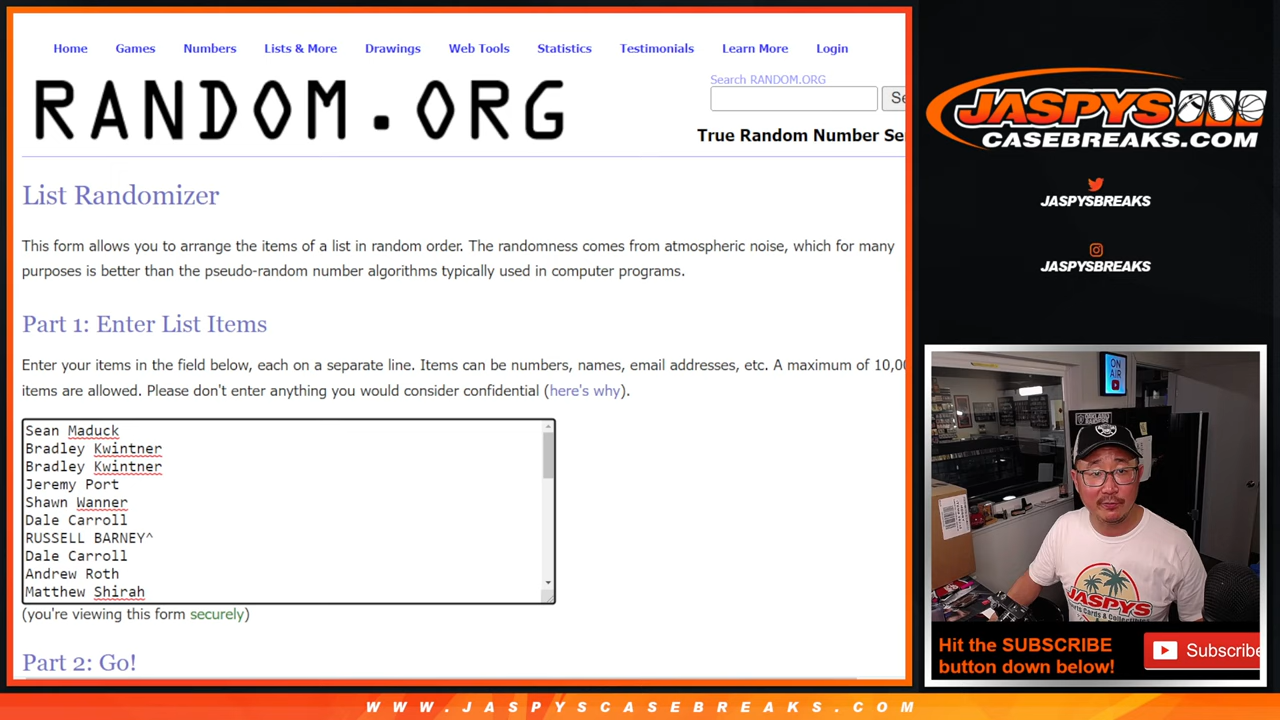 Home Games Numbers Lists & More Drawings Web Tools Statistics Testimonials Learn More Login
RANDOM.ORG
Search RANDOM.ORG
Se
True Random Number Se
List Randomizer
This form allows you to arrange the items of a list in random order. The randomness comes from atmospheric noise, which for many
purposes is better than the pseudo-random number algorithms typically used in computer programs.
Part 1: Enter List Items
Enter your items in the field below, each on a separate line. Items can be numbers, names, email addresses, etc. A maximum of 10,00
items are allowed. Please don't enter anything you would consider confidential (here's why).
Sean Maduck
Bradley Kwintner
Bradley Kwintner
Jeremy Port
Shawn Wanner
Dale Carroll
RUSSELL BARNEY^
Dale Carroll
Andrew Roth
Matthew Shirah
(you're viewing this form securely)
Part 2: Go!
JASPYS
CASEBREAKS.COM
JASPYSBREAKS
JASPYSBREAKS
ON
AIR
JASPYS
Hit the SUBSCRIBE
button down below!
Subscribe
WWW.JASPYSCASEBREAKS.COM